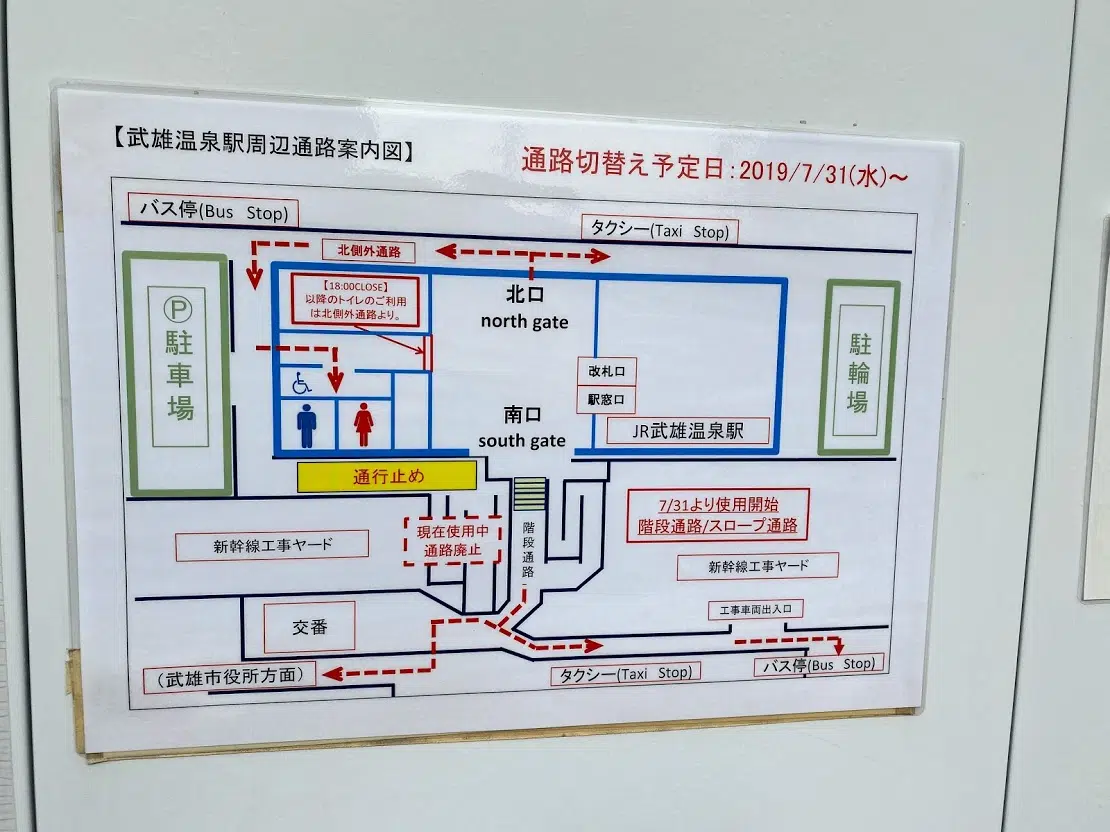 【武雄温泉駅周辺通路案内図】
通路切替え予定日：2019/7/31(水)～
バス停(Bus Stop)
タクシー(Taxi Stop)
北側外通路
【18:00CLOSE】
以降のトイレのご利用
は北側外通路より。
北口
north gate
Ⓟ
駐車場
駐輪場
改札口
駅窓口
南口
south gate
JR武雄温泉駅
通行止め
7/31より使用開始
階段通路/スロープ通路
現在使用中
通路廃止
階段通路
新幹線工事ヤード
新幹線工事ヤード
工事車両出入口
交番
(武雄市役所方面)
タクシー(Taxi Stop)
バス停(Bus Stop)